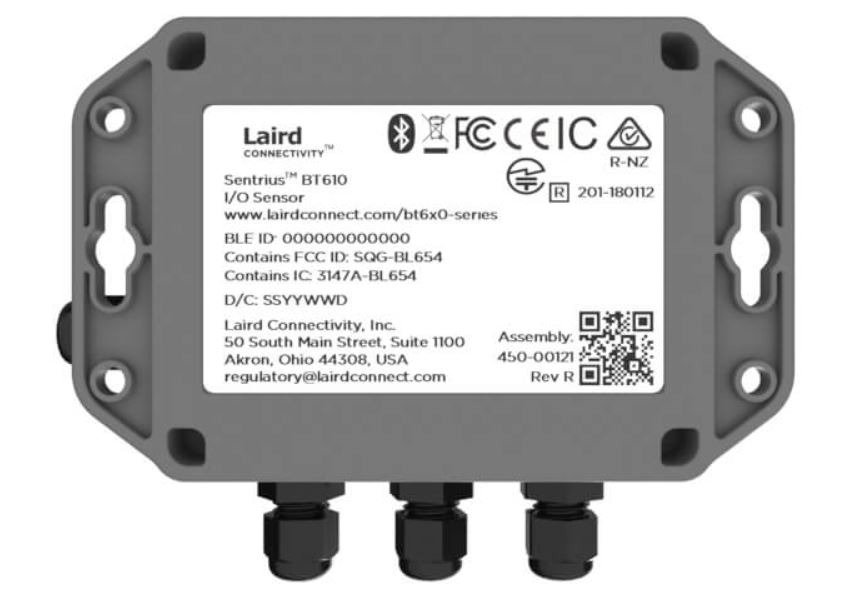 Laird
CONNECTIVITY™
FC CE IC
R-NZ
R 201-180112
Sentrius™ BT610
I/O Sensor
www.lairdconnect.com/bt6x0-series
BLE ID: 000000000000
Contains FCC ID: SQG-BL654
Contains IC: 3147A-BL654
D/C: SSYYWWD
Laird Connectivity, Inc.
50 South Main Street, Suite 1100
Akron, Ohio 44308, USA
regulatory@lairdconnect.com
Assembly:
450-00121
Rev R